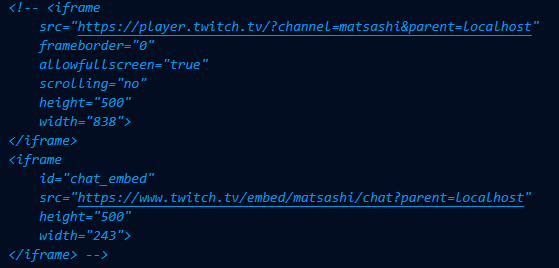 <!-- <iframe
src="https://player.twitch.tv/?channel=matsashi&parent=localhost"
frameborder="0"
allowfullscreen="true"
scrolling="no"
height="500"
width="838">
</iframe>
<iframe
id="chat_embed"
src="https://www.twitch.tv/embed/matsashi/chat?parent=localhost"
height="500"
width="243">
</iframe> -->